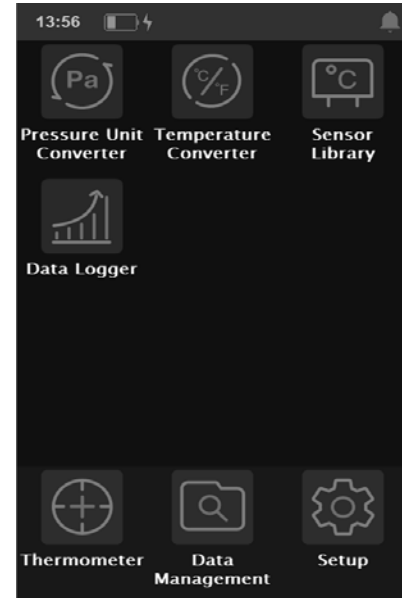 13:56
Pa
°C/°F
°C
Pressure Unit Temperature Sensor
Converter Converter Library
Data Logger
Thermometer Data Setup
Management